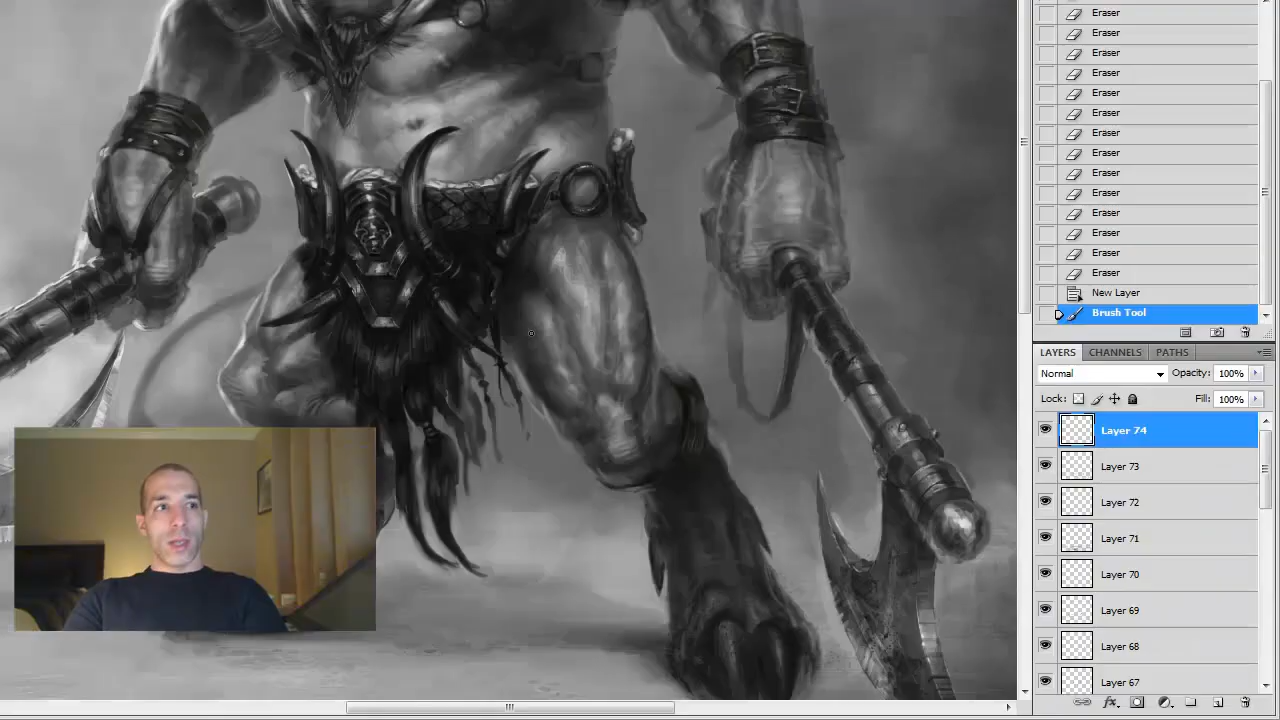 Eraser
Eraser
Eraser
Eraser
Eraser
Eraser
Eraser
Eraser
Eraser
Eraser
Eraser
Eraser
Eraser
Eraser
New Layer
Brush Tool
LAYERS CHANNELS PATHS
Normal Opacity: 100%
Lock: Fill: 100%
Layer 74
Layer 73
Layer 72
Layer 71
Layer 70
Layer 69
Layer 68
Layer 67
fx